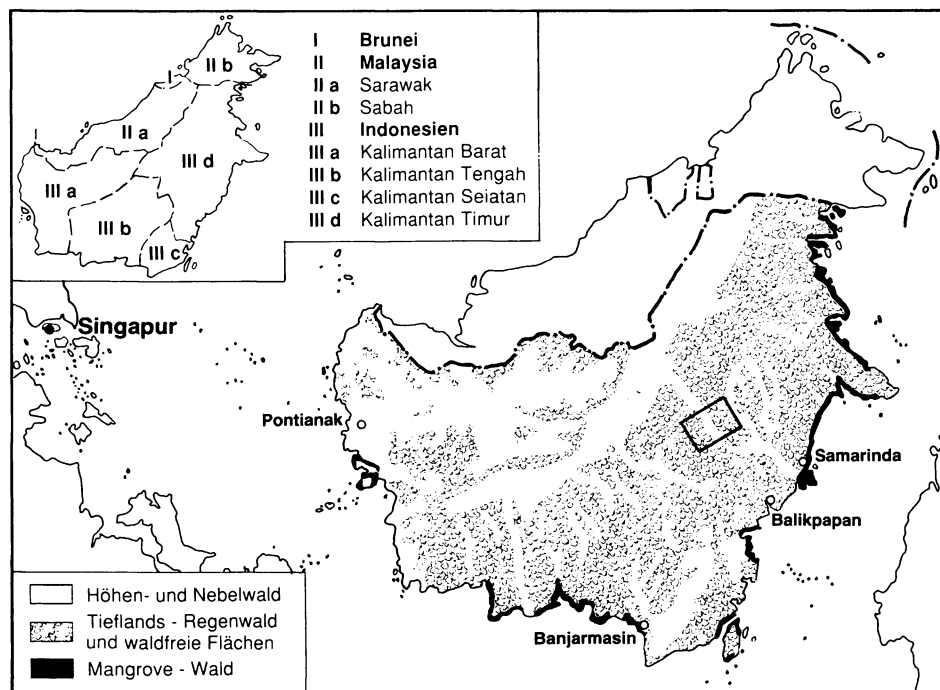 I Brunei
II Malaysia
II a Sarawak
II b Sabah
III Indonesien
III a Kalimantan Barat
III b Kalimantan Tengah
III c Kalimantan Seiatan
III d Kalimantan Timur
I
II b
II a
III d
III a
III b
III c
Singapur
Pontianak
Samarinda
Balikpapan
Banjarmasin
Höhen- und Nebelwald
Tieflands - Regenwald
und waldfreie Flächen
Mangrove - Wald